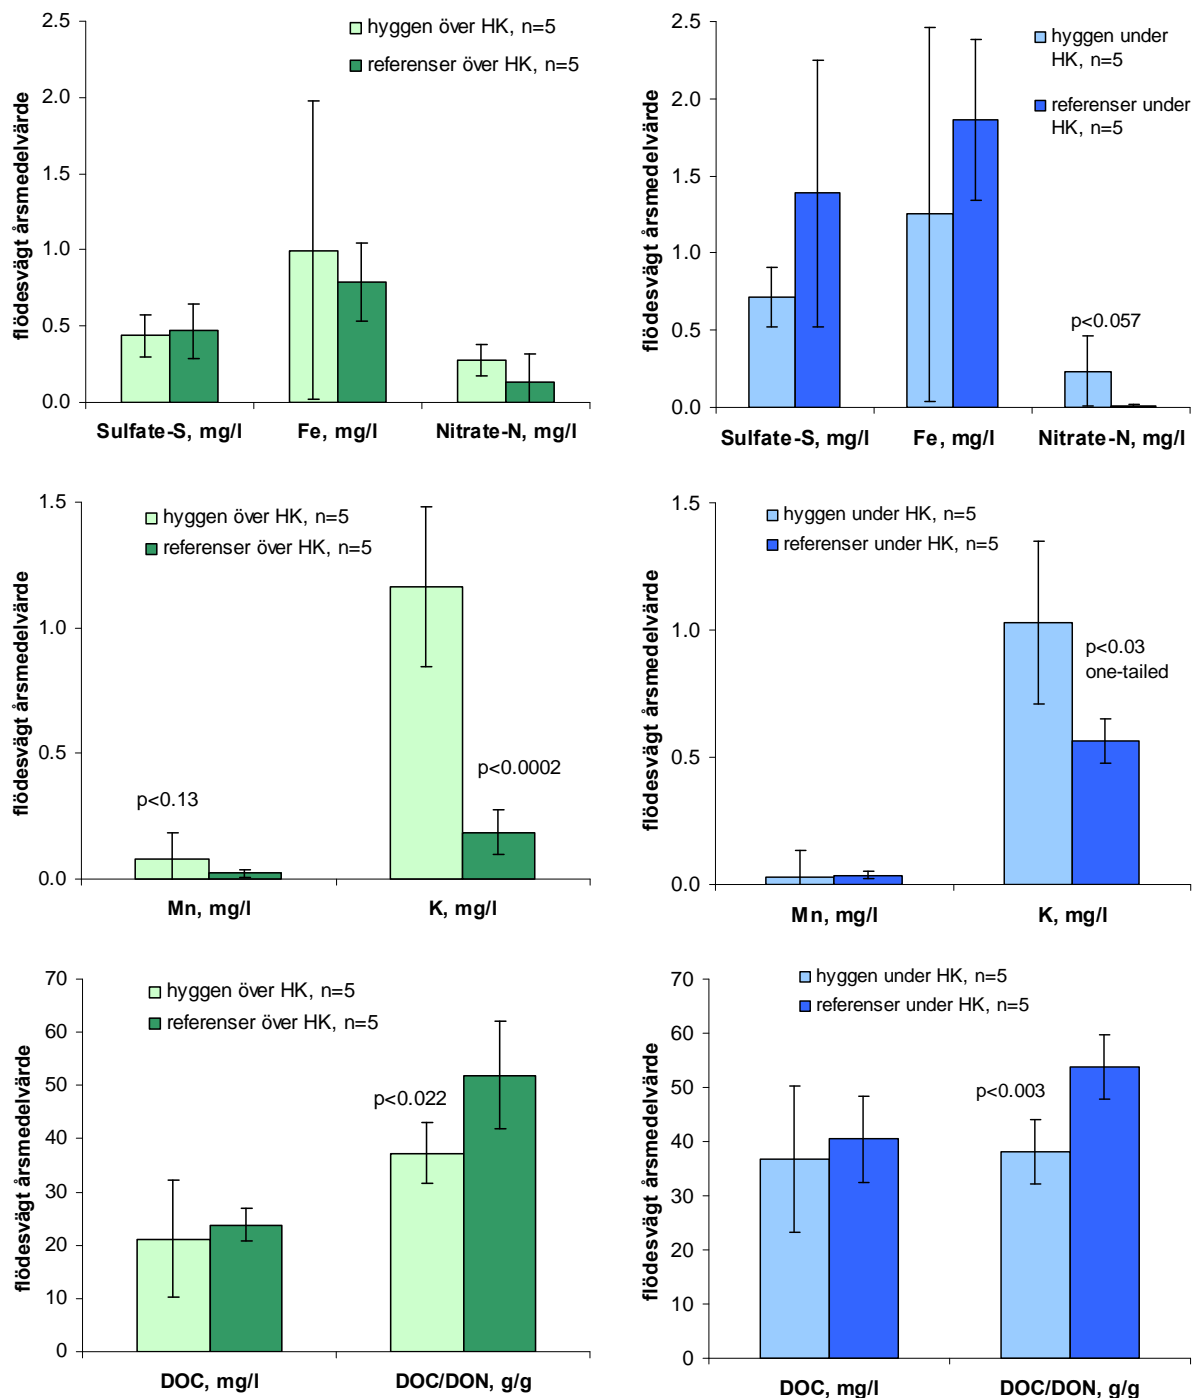 flödesvägt årsmedelvärde
2.5
2.0
1.5
1.0
0.5
0.0
hyggen över HK, n=5
referenser över HK, n=5
Sulfate-S, mg/l
Fe, mg/l
Nitrate-N, mg/l
flödesvägt årsmedelvärde
2.5
2.0
1.5
1.0
0.5
0.0
hyggen under
HK, n=5
referenser under
HK, n=5
p<0.057
Sulfate-S, mg/l
Fe, mg/l
Nitrate-N, mg/l
flödesvägt årsmedelvärde
1.5
1.0
0.5
0.0
hyggen över HK, n=5
referenser över HK, n=5
p<0.13
p<0.0002
Mn, mg/l
K, mg/l
flödesvägt årsmedelvärde
1.5
1.0
0.5
0.0
hyggen under HK, n=5
referenser under HK, n=5
p<0.03
one-tailed
Mn, mg/l
K, mg/l
flödesvägt årsmedelvärde
70
60
50
40
30
20
10
0
hyggen över HK, n=5
referenser över HK, n=5
p<0.022
DOC, mg/l
DOC/DON, g/g
flödesvägt årsmedelvärde
70
60
50
40
30
20
10
0
hyggen under HK, n=5
referenser under HK, n=5
p<0.003
DOC, mg/l
DOC/DON, g/g